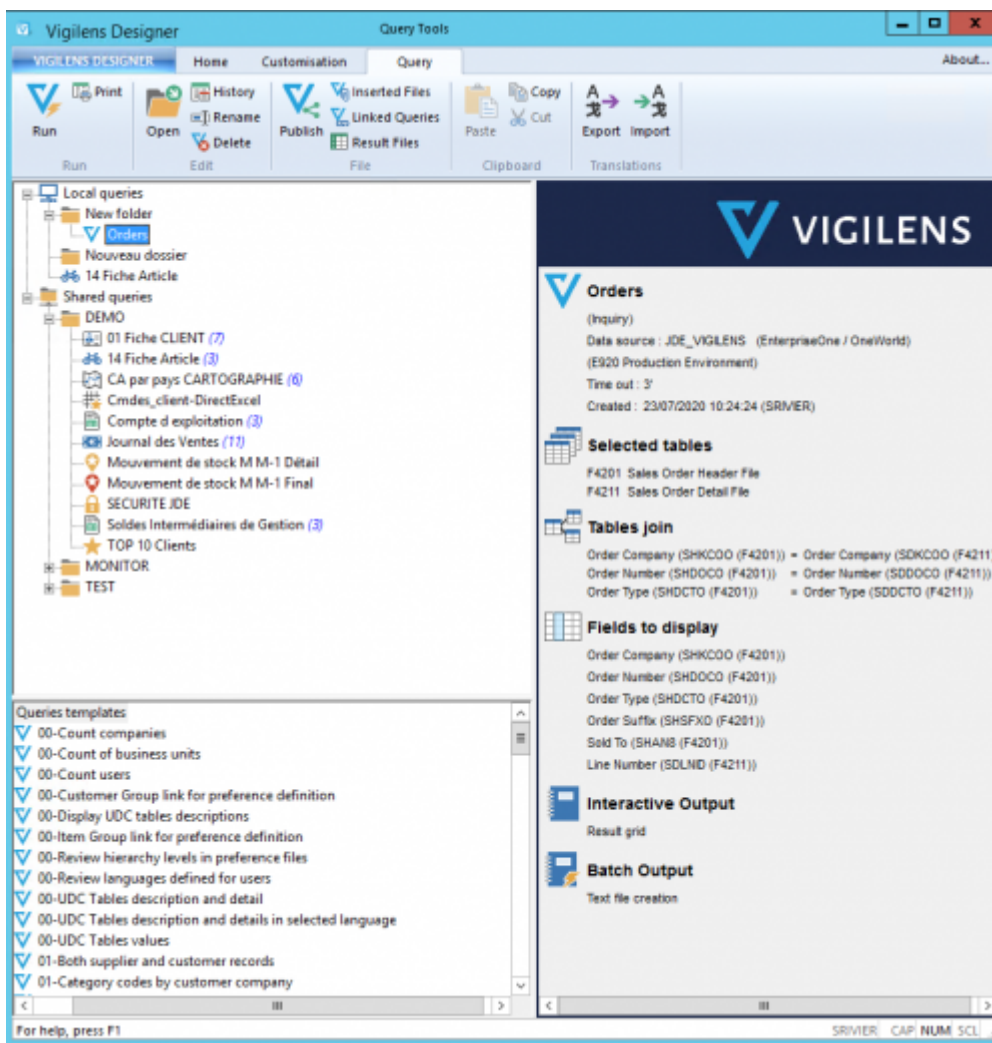 Vigilens Designer Query Tools
VIGILENS DESIGNER Home Customisation Query About...
Run Print Open History Rename Delete Publish Inserted Files Linked Queries Result Files Paste Copy Cut Export Import
Run Edit File Clipboard Translations
Local queries
New folder
Orders
Nouveau dossier
14 Fiche Article
Shared queries
DEMO
01 Fiche CLIENT (7)
14 Fiche Article (3)
CA par pays CARTOGRAPHIE (6)
Cmdes_client-DirectExcel
Compte d exploitation (3)
Journal des Ventes (11)
Mouvement de stock M M-1 Détail
Mouvement de stock M M-1 Final
SECURITE JDE
Soldes Intermédiaires de Gestion (3)
TOP 10 Clients
MONITOR
TEST
Queries templates
00-Count companies
00-Count of business units
00-Count users
00-Customer Group link for preference definition
00-Display UDC tables descriptions
00-Item Group link for preference definition
00-Review hierarchy levels in preference files
00-Review languages defined for users
00-UDC Tables description and detail
00-UDC Tables description and details in selected language
00-UDC Tables values
01-Both supplier and customer records
01-Category codes by customer company
VIGILENS
Orders
(Inquiry)
Data source : JDE_VIGILENS (EnterpriseOne / OneWorld)
(E920 Production Environment)
Time out : 3'
Created : 23/07/2020 10:24:24 (SRIVIER)
Selected tables
F4201 Sales Order Header File
F4211 Sales Order Detail File
Tables join
Order Company (SHKCOO (F4201)) = Order Company (SDKCOO (F4211)
Order Number (SHDOCO (F4201)) = Order Number (SDDOCO (F4211))
Order Type (SHDCTO (F4201)) = Order Type (SDDCTO (F4211))
Fields to display
Order Company (SHKCOO (F4201))
Order Number (SHDOCO (F4201))
Order Type (SHDCTO (F4201))
Order Suffix (SHSFXO (F4201))
Sold To (SHAN8 (F4201))
Line Number (SDLNID (F4211))
Interactive Output
Result grid
Batch Output
Text file creation
For help, press F1 SRIVIER CAP NUM SCL